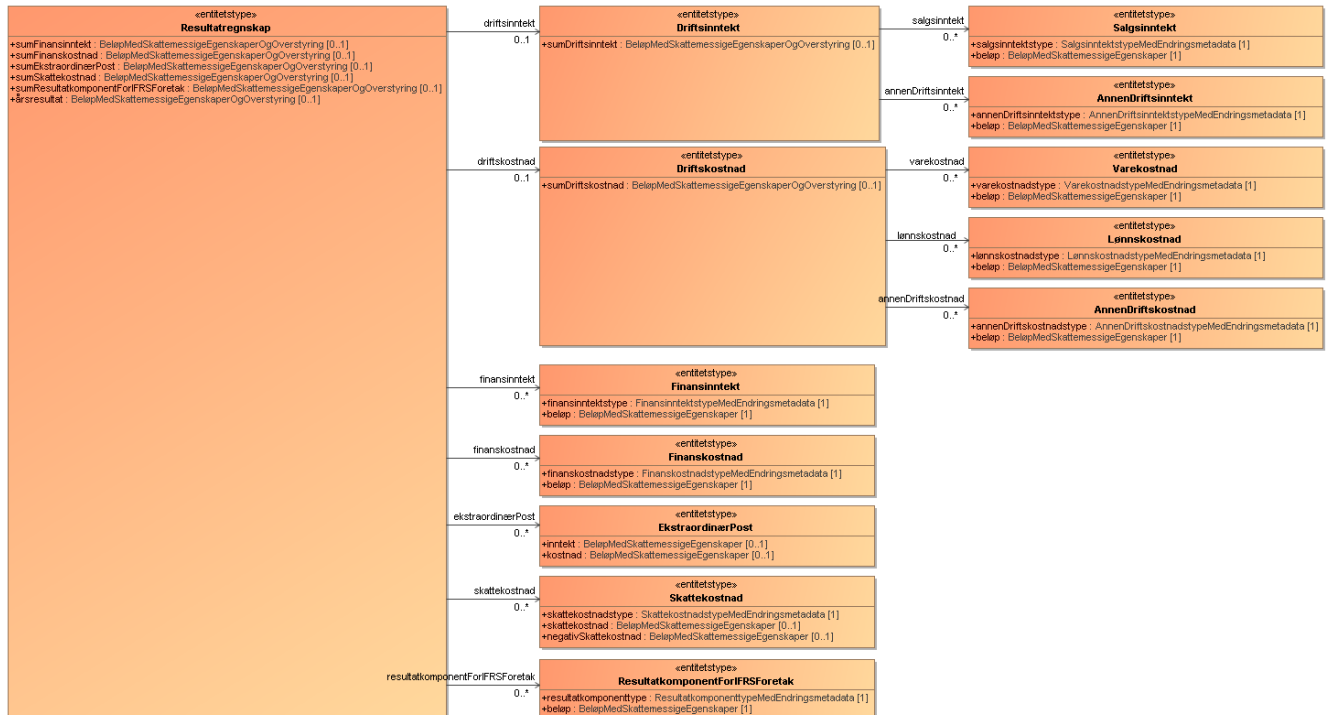 «entitetstype»
Resultatregnskap
+sumFinansinntekt : BeløpMedSkattemessigeEgenskaperOgOverstyring [0..1]
+sumFinanskostnad : BeløpMedSkattemessigeEgenskaperOgOverstyring [0..1]
+sumEkstraordinærPost : BeløpMedSkattemessigeEgenskaperOgOverstyring [0..1]
+sumSkattekostnad : BeløpMedSkattemessigeEgenskaperOgOverstyring [0..1]
+sumResultatkomponentForIFRSForetak : BeløpMedSkattemessigeEgenskaperOgOverstyring [0..1]
+årsresultat : BeløpMedSkattemessigeEgenskaperOgOverstyring [0..1]
driftsinntekt
0..1
«entitetstype»
Driftsinntekt
+sumDriftsinntekt : BeløpMedSkattemessigeEgenskaperOgOverstyring [0..1]
salgsinntekt
0..*
«entitetstype»
Salgsinntekt
+salgsinntektstype : SalgsinntektstypeMedEndringsmetadata [1]
+beløp : BeløpMedSkattemessigeEgenskaper [1]
annenDriftsinntekt
0..*
«entitetstype»
AnnenDriftsinntekt
+annenDriftsinntektstype : AnnenDriftsinntektstypeMedEndringsmetadata [1]
+beløp : BeløpMedSkattemessigeEgenskaper [1]
driftskostnad
0..1
«entitetstype»
Driftskostnad
+sumDriftskostnad : BeløpMedSkattemessigeEgenskaperOgOverstyring [0..1]
varekostnad
0..*
«entitetstype»
Varekostnad
+varekostnadstype : VarekostnadstypeMedEndringsmetadata [1]
+beløp : BeløpMedSkattemessigeEgenskaper [1]
lønnskostnad
0..*
«entitetstype»
Lønnskostnad
+lønnskostnadstype : LønnskostnadstypeMedEndringsmetadata [1]
+beløp : BeløpMedSkattemessigeEgenskaper [1]
annenDriftskostnad
0..*
«entitetstype»
AnnenDriftskostnad
+annenDriftskostnadstype : AnnenDriftskostnadstypeMedEndringsmetadata [1]
+beløp : BeløpMedSkattemessigeEgenskaper [1]
finansinntekt
0..*
«entitetstype»
Finansinntekt
+finansinntektstype : FinansinntektstypeMedEndringsmetadata [1]
+beløp : BeløpMedSkattemessigeEgenskaper [1]
finanskostnad
0..*
«entitetstype»
Finanskostnad
+finanskostnadstype : FinanskostnadstypeMedEndringsmetadata [1]
+beløp : BeløpMedSkattemessigeEgenskaper [1]
ekstraordinærPost
0..*
«entitetstype»
EkstraordinærPost
+inntekt : BeløpMedSkattemessigeEgenskaper [0..1]
+kostnad : BeløpMedSkattemessigeEgenskaper [0..1]
skattekostnad
0..*
«entitetstype»
Skattekostnad
+skattekostnadstype : SkattekostnadstypeMedEndringsmetadata [1]
+skattekostnad : BeløpMedSkattemessigeEgenskaper [0..1]
+negativSkattekostnad : BeløpMedSkattemessigeEgenskaper [0..1]
resultatkomponentForIFRSForetak
0..*
«entitetstype»
ResultatkomponentForIFRSForetak
+resultatkomponenttype : ResultatkomponenttypeMedEndringsmetadata [1]
+beløp : BeløpMedSkattemessigeEgenskaper [1]